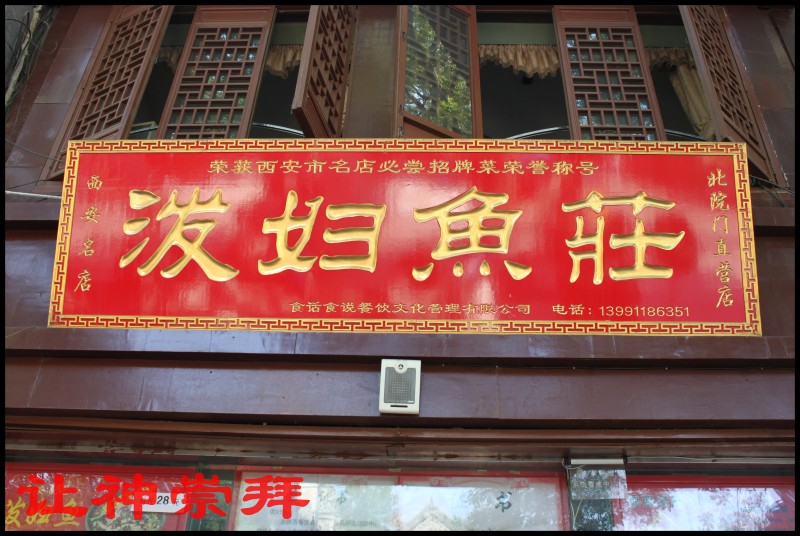 荣获西安市名店必尝招牌菜荣誉称号
西安名店
泼妇魚莊
北院门直营店
食话食说餐饮文化管理有限公司 电话:13991186351
让神崇拜
28
书